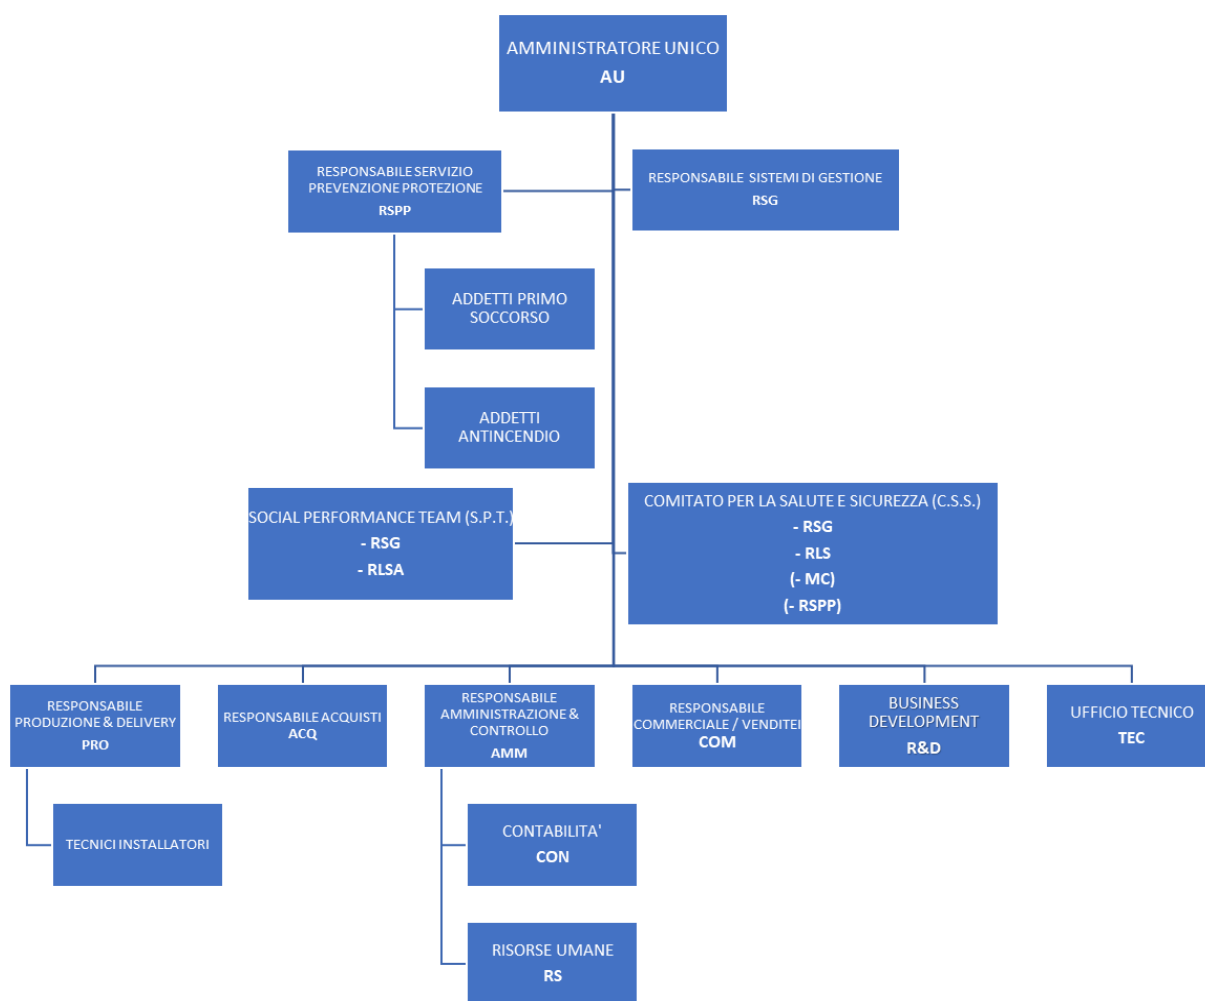 AMMINISTRATORE UNICO
AU
RESPONSABILE SERVIZIO
PREVENZIONE PROTEZIONE
RSPP
RESPONSABILE SISTEMI DI GESTIONE
RSG
ADDETTI PRIMO
SOCCORSO
ADDETTI
ANTINCENDIO
SOCIAL PERFORMANCE TEAM (S.P.T.)
- RSG
- RLSA
COMITATO PER LA SALUTE E SICUREZZA (C.S.S.)
- RSG
- RLS
(- MC)
(- RSPP)
RESPONSABILE
PRODUZIONE & DELIVERY
PRO
RESPONSABILE ACQUISTI
ACQ
RESPONSABILE
AMMINISTRAZIONE &
CONTROLLO
AMM
RESPONSABILE
COMMERCIALE / VENDITEI
COM
BUSINESS
DEVELOPMENT
R&D
UFFICIO TECNICO
TEC
TECNICI INSTALLATORI
CONTABILITA'
CON
RISORSE UMANE
RS